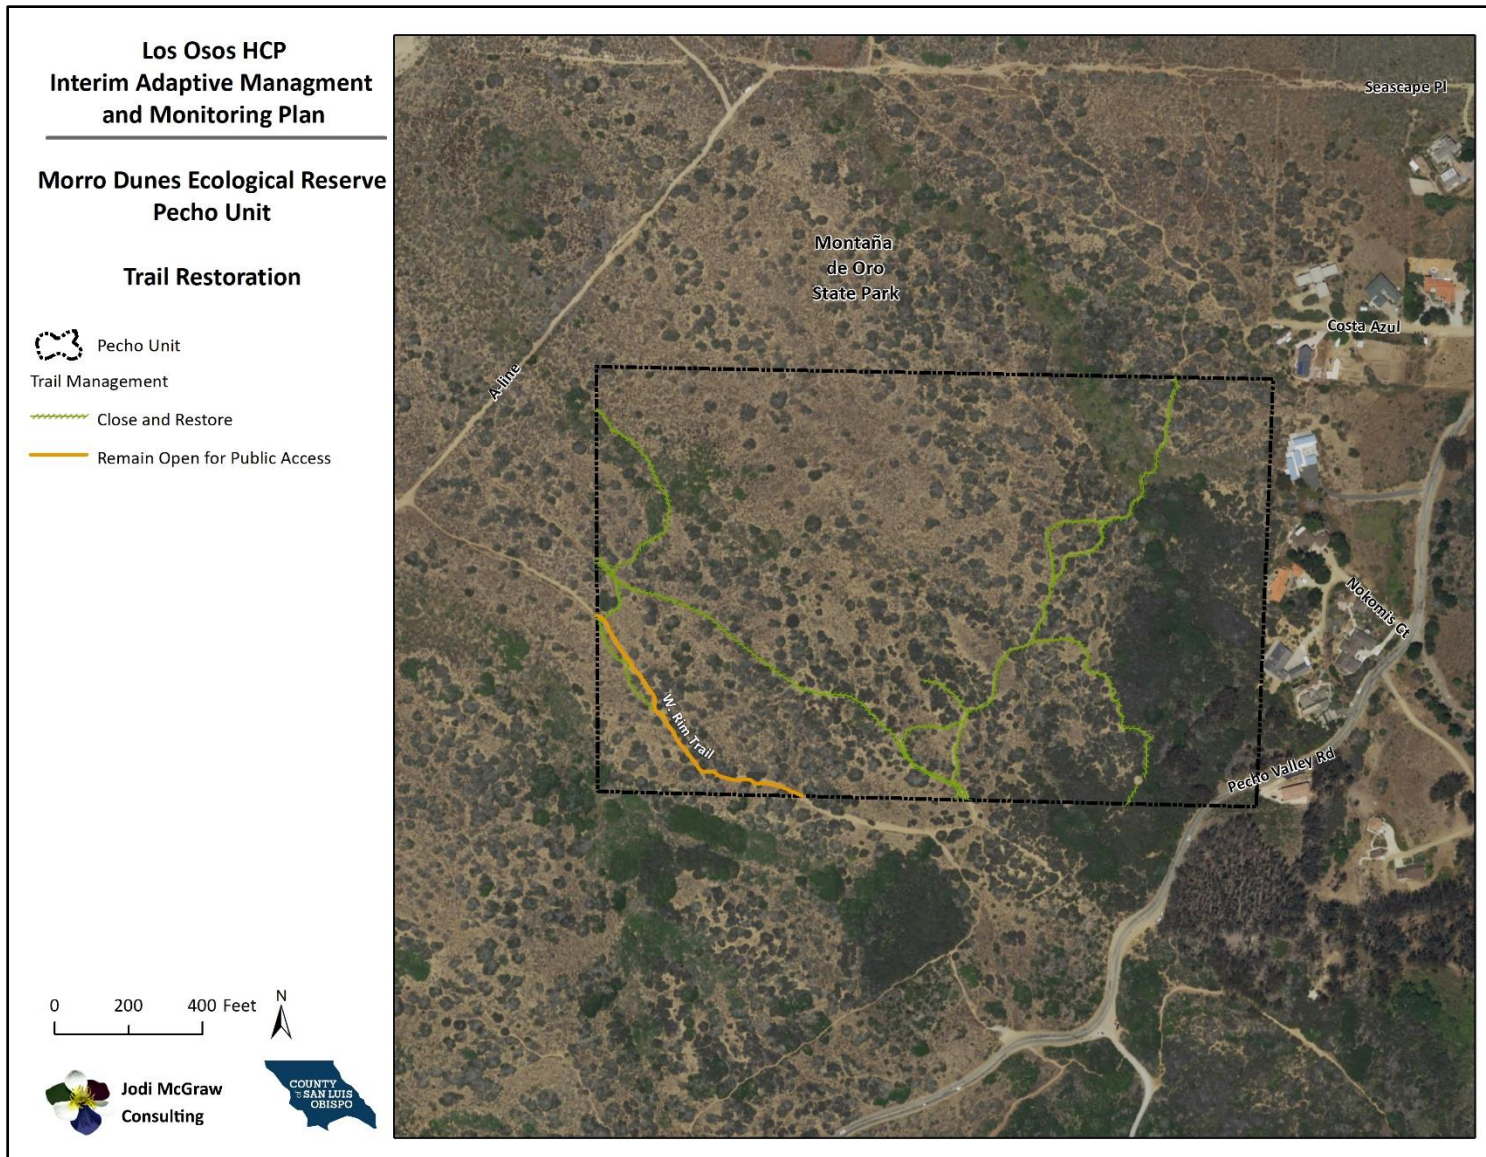 Los Osos HCP
Interim Adaptive Managment
and Monitoring Plan
Morro Dunes Ecological Reserve
Pecho Unit
Trail Restoration
Pecho Unit
Trail Management
Close and Restore
Remain Open for Public Access
0 200 400 Feet
N
Jodi McGraw
Consulting
COUNTY
OF SAN LUIS
OBISPO
Seascape Pl
Montaña
de Oro
State Park
Costa Azul
A-line
Nokomis Ct
W. Rim Trail
Pecho Valley Rd